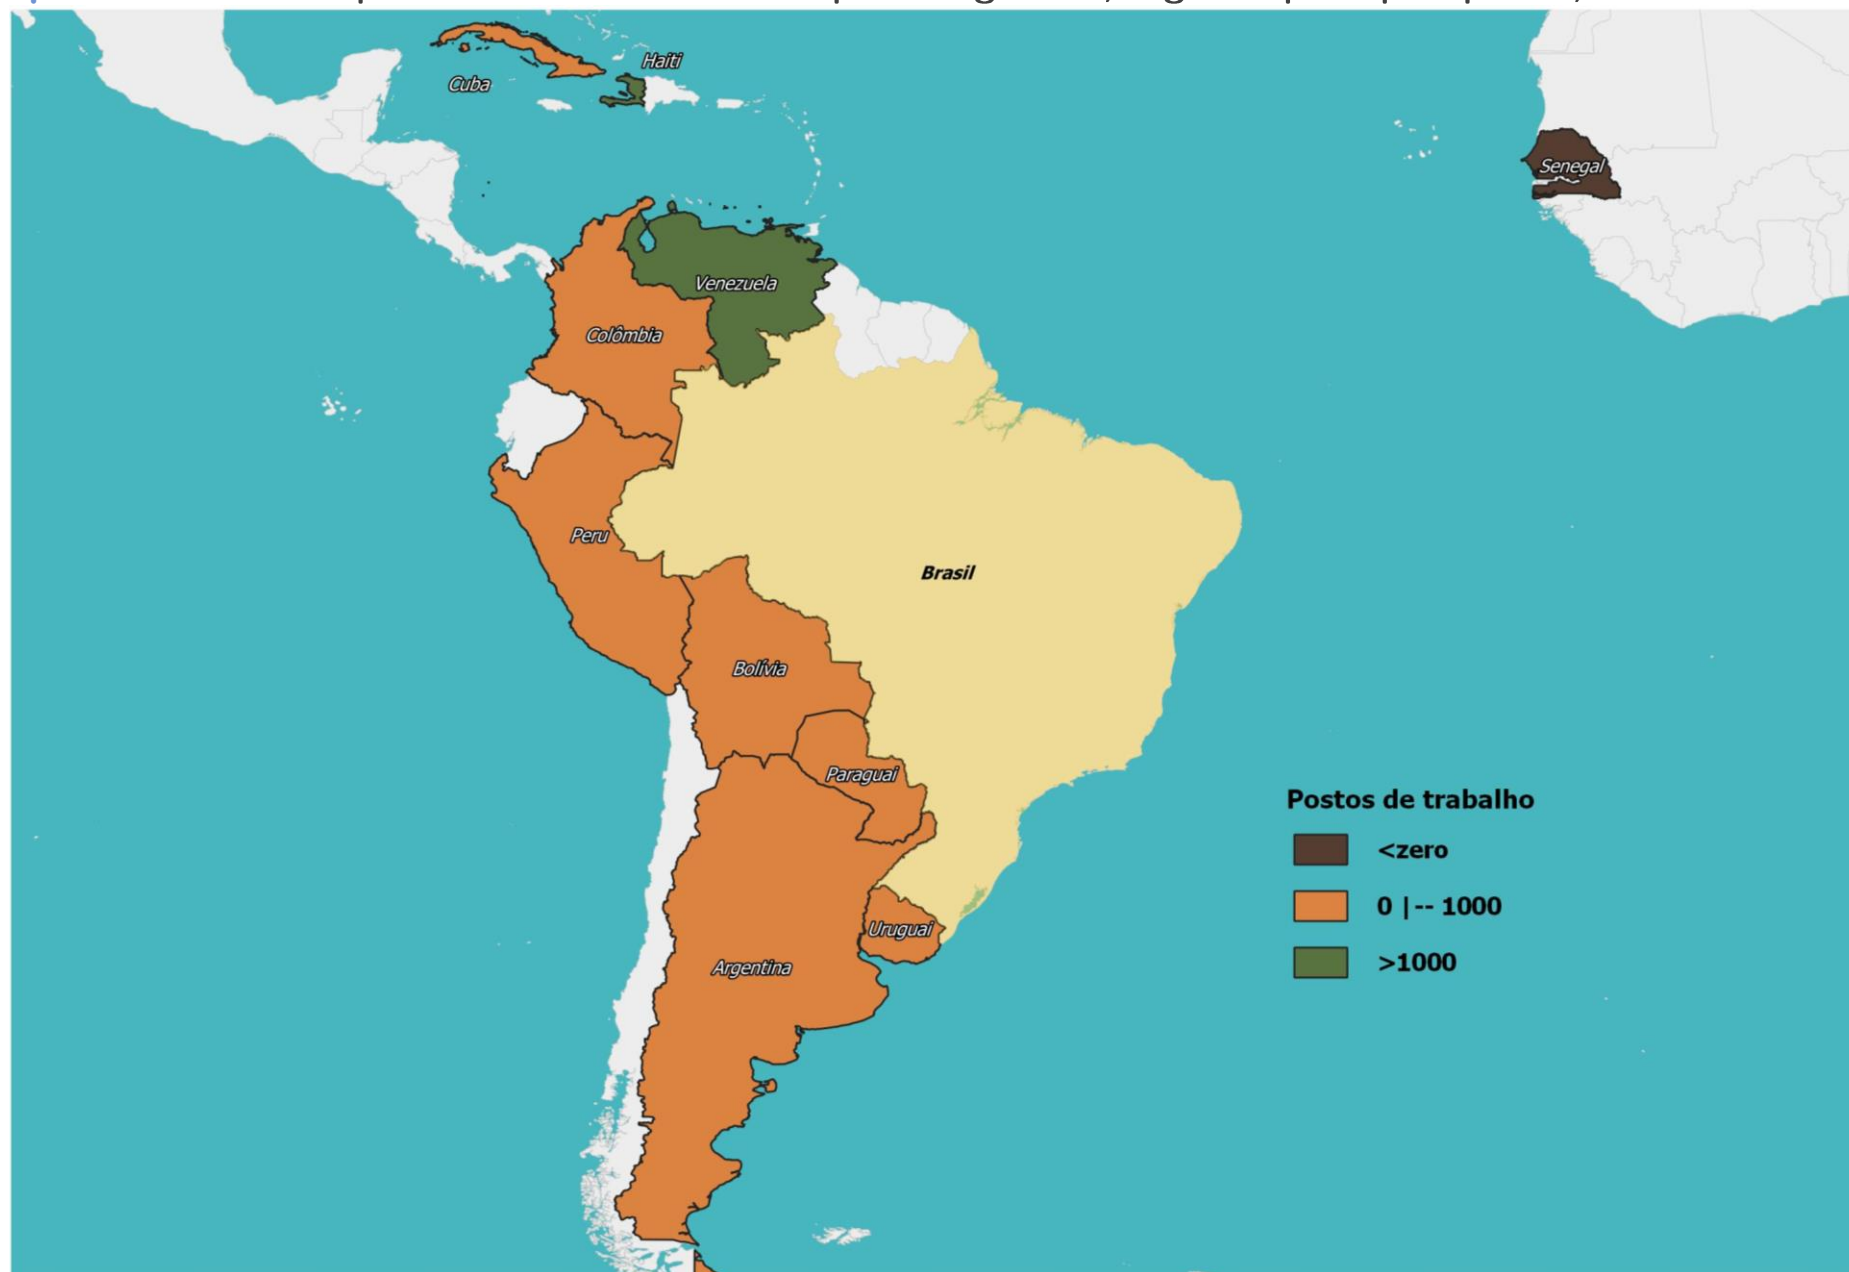 Cuba
Haiti
Senegal
Venezuela
Colômbia
Peru
Brasil
Bolívia
Paraguai
Uruguai
Argentina
Postos de trabalho
<zero
0 |-- 1000
>1000